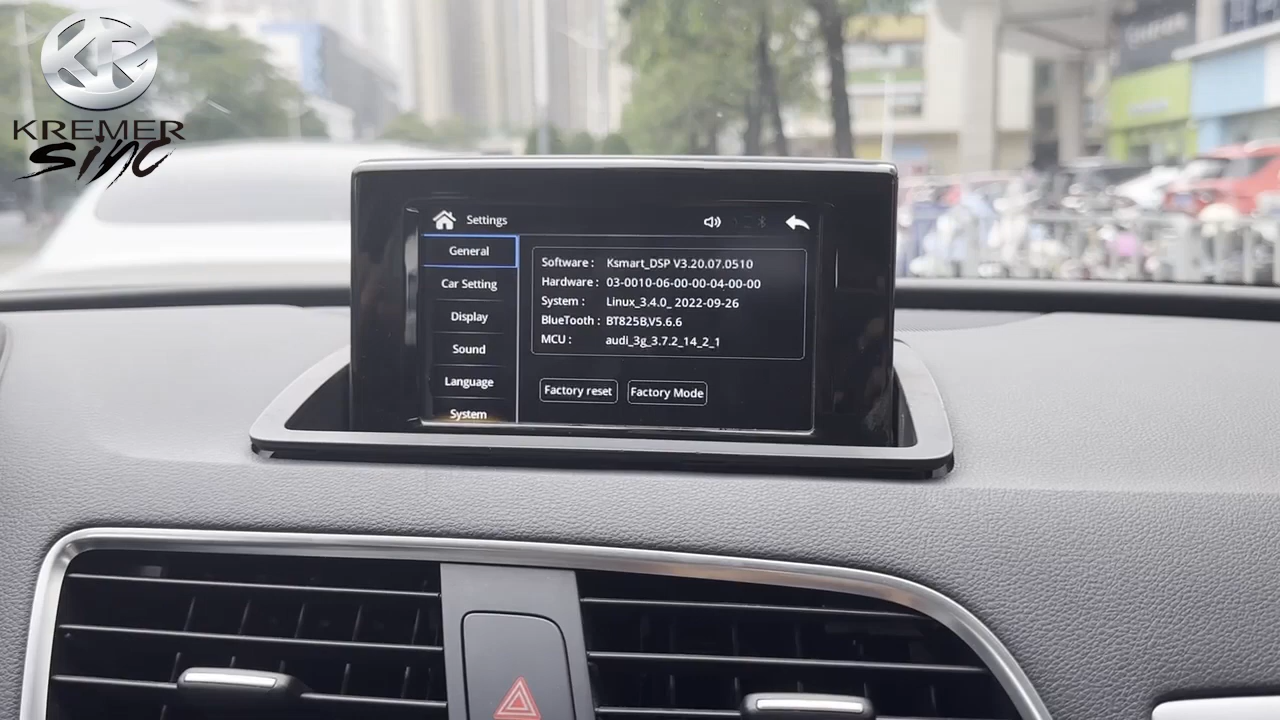 KR
KREMER
Sinc
Settings
General
Car Setting
Display
Sound
Language
System
Software : Ksmart_DSP V3.20.07.0510
Hardware : 03-0010-06-00-00-04-00-00
System : Linux_3.4.0_ 2022-09-26
BlueTooth : BT825B,V5.6.6
MCU : audi_3g_3.7.2_14_2_1
Factory reset
Factory Mode